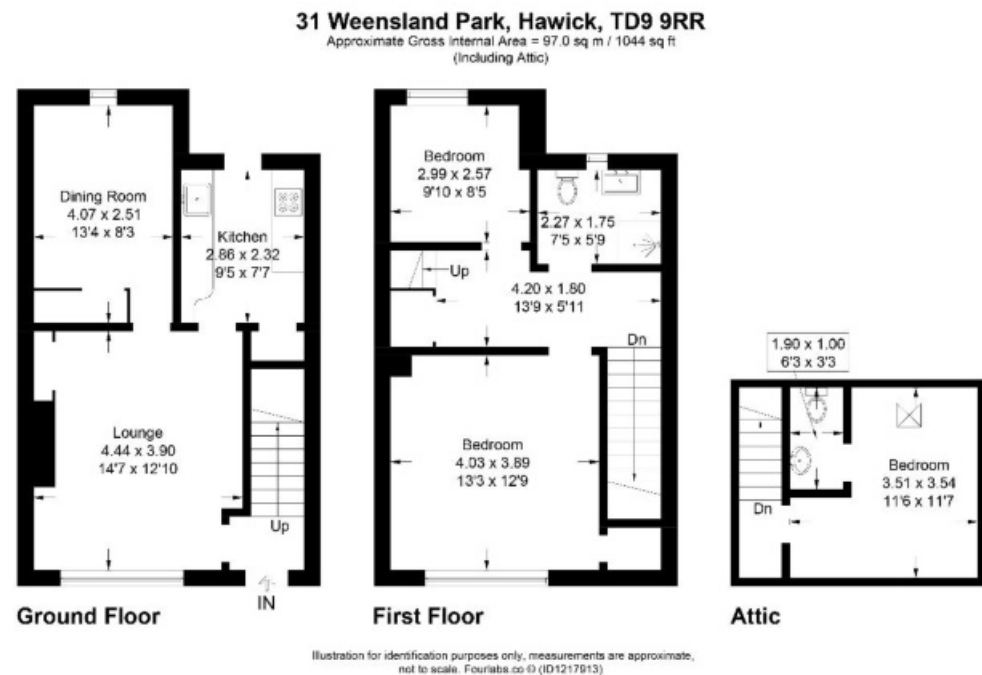 31 Weensland Park, Hawick, TD9 9RR
Approximate Gross Internal Area = 97.0 sq m / 1044 sq ft
(Including Attic)
Dining Room
4.07 x 2.51
13'4 x 8'3
Kitchen
2.86 x 2.32
9'5 x 7'7
Lounge
4.44 x 3.90
14'7 x 12'10
Up
IN
Ground Floor
Bedroom
2.99 x 2.57
9'10 x 8'5
2.27 x 1.75
7'5 x 5'9
Up
4.20 x 1.80
13'9 x 5'11
Dn
Bedroom
4.03 x 3.89
13'3 x 12'9
First Floor
1.90 x 1.00
6'3 x 3'3
Bedroom
3.51 x 3.54
11'6 x 11'7
Dn
Attic
Illustration for identification purposes only, measurements are approximate,
not to scale. Fourlabs.co © (ID1217913)